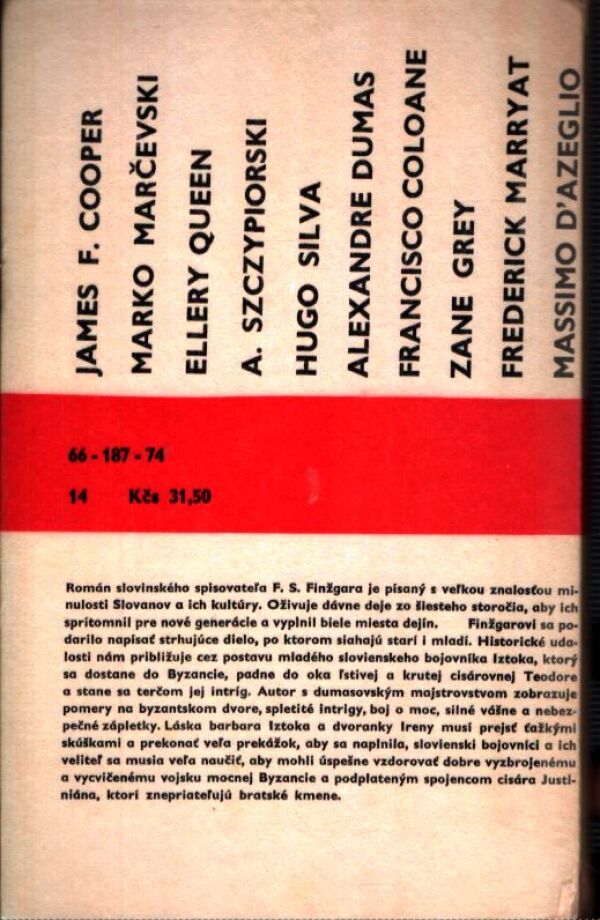 JAMES F. COOPER
MARKO MARČEVSKI
ELLERY QUEEN
A. SZCZYPIORSKI
HUGO SILVA
ALEXANDRE DUMAS
FRANCISCO COLOANE
ZANE GREY
FREDERICK MARRYAT
MASSIMO D'AZEGLIO
66 - 187 - 74
14 Kčs 31,50
Román slovinského spisovateľa F. S. Finžgara je písaný s veľkou znalosťou mi-
nulosti Slovanov a ich kultúry. Oživuje dávne deje zo šiesteho storočia, aby ich
sprítomnil pre nové generácie a vyplnil biele miesta dejín. Finžgarovi sa po-
darilo napísať strhujúce dielo, po ktorom siahajú starí i mladí. Historické uda-
losti nám približuje cez postavu mladého slovienskeho bojovníka Iztoka, ktorý
sa dostane do Byzancie, padne do oka ľstivej a krutej cisárovnej Teodore
a stane sa terčom jej intríg. Autor s dumasovským majstrovstvom zobrazuje
pomery na byzantskom dvore, spletité intrigy, boj o moc, silné vášne a nebez-
pečné zápletky. Láska barbara Iztoka a dvoranky Ireny musí prejsť ťažkými
skúškami a prekonať veľa prekážok, aby sa naplnila, slovienski bojovníci a ich
veliteľ sa musia veľa naučiť, aby mohli úspešne vzdorovať dobre vyzbrojenému
a vycvičenému vojsku mocnej Byzancie a podplateným spojencom cisára Justi-
niána, ktorí znepriateľujú bratské kmene.